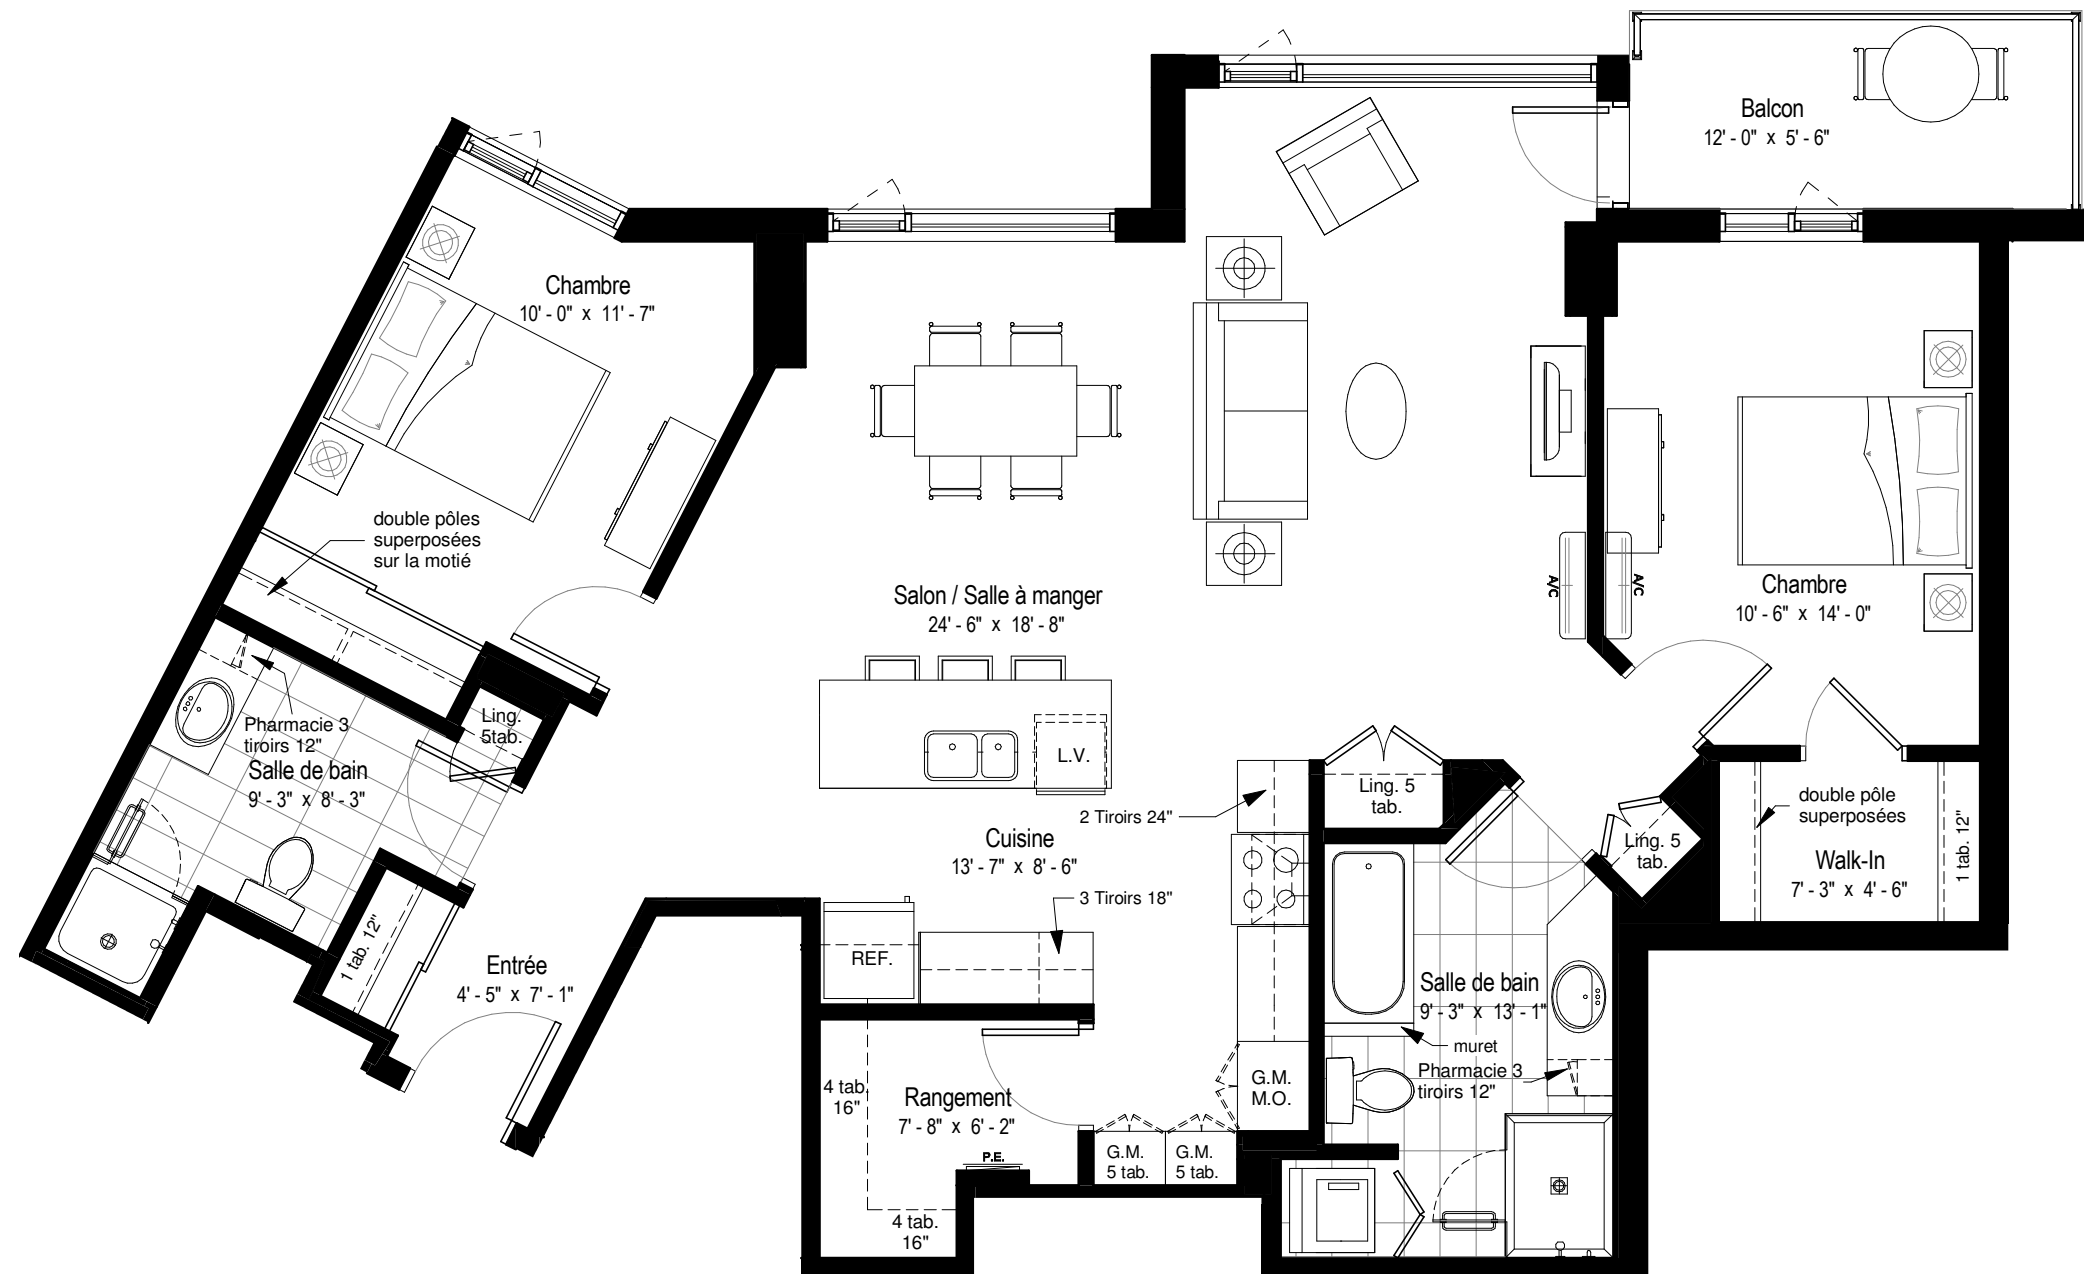 Balcon
12' - 0" x 5' - 6"
Chambre
10' - 0" x 11' - 7"
double pôles
superposées
sur la motié
Salon / Salle à manger
24' - 6" x 18' - 8"
A/C
A/C
Chambre
10' - 6" x 14' - 0"
Ling.
5tab.
Pharmacie 3
tiroirs 12"
Salle de bain
9' - 3" x 8' - 3"
L.V.
2 Tiroirs 24"
Ling. 5
tab.
Ling. 5
tab.
double pôle
superposées
Walk-In
7' - 3" x 4' - 6"
1 tab. 12"
Cuisine
13' - 7" x 8' - 6"
3 Tiroirs 18"
REF.
1 tab. 12"
Entrée
4' - 5" x 7' - 1"
Salle de bain
9' - 3" x 13' - 1"
muret
Pharmacie 3
tiroirs 12"
G.M.
M.O.
4 tab.
16"
Rangement
7' - 8" x 6' - 2"
P.E.
G.M.
5 tab.
G.M.
5 tab.
4 tab.
16"